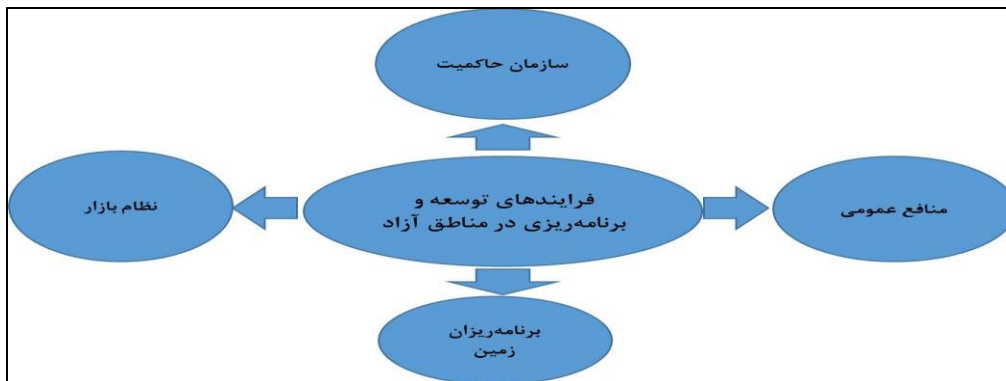 سازمان حاکمیت
منافع عمومی
فرایندهای توسعه و
برنامه‌ریزی در مناطق آزاد
نظام بازار
برنامه‌ریزان
زمین